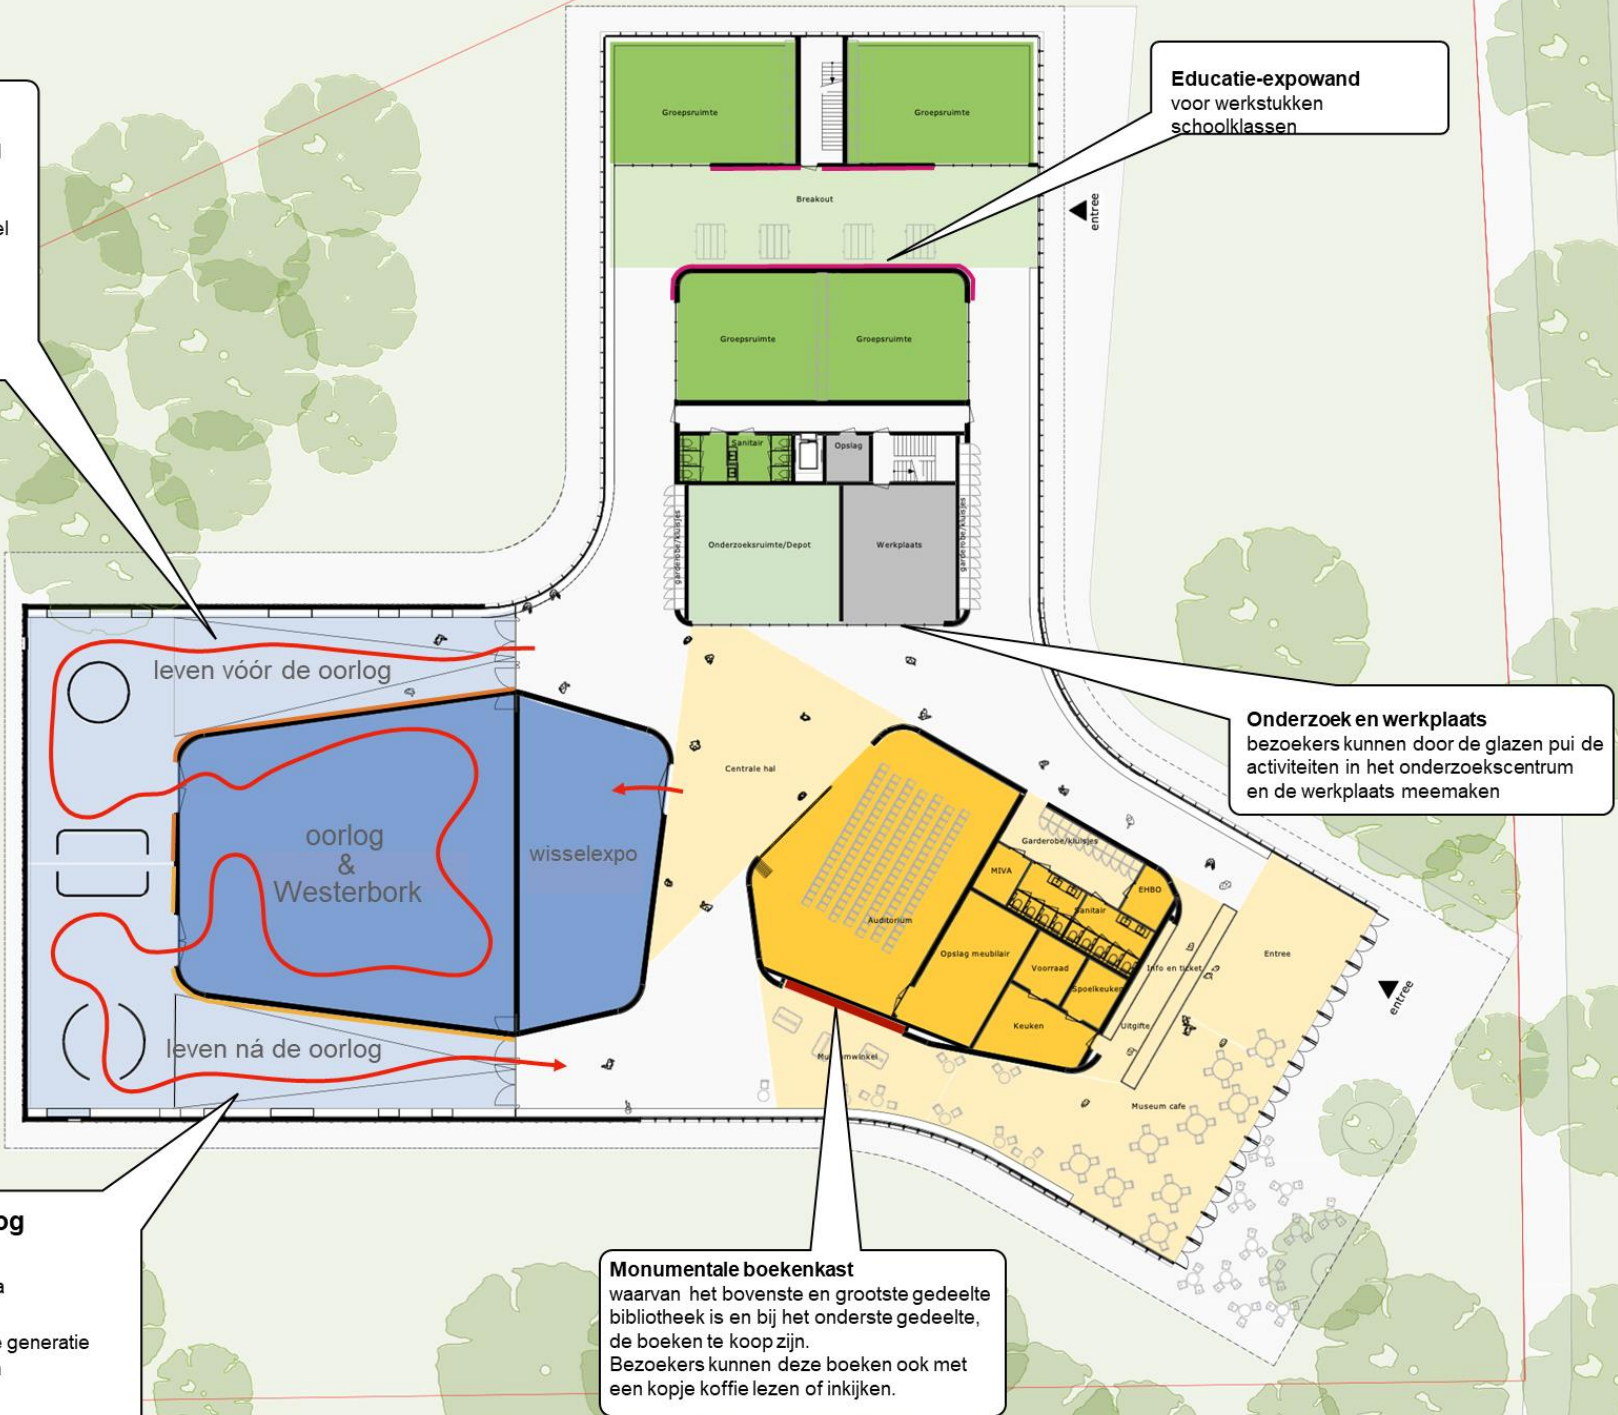 Groepsruimte
Groepsruimte
Educatie-expowand
voor werkstukken
schoolklassen
Breakout
entree
Groepsruimte
Groepsruimte
Sanitair
Opslag
garderobe/kluisjes
Onderzoeksruimte/Depot
Werkplaats
garderobe/kluisjes
leven vóór de oorlog
Onderzoek en werkplaats
bezoekers kunnen door de glazen pui de
activiteiten in het onderzoekscentrum
en de werkplaats meemaken
Centrale hal
oorlog
&
Westerbork
wisselexpo
Garderobe/kluisjes
MIVA
EHBO
Sanitair
Auditorium
Opslag meubilair
Voorraad
Info en ticket
Entree
Spoelkeuken
Keuken
Uitgifte
entree
leven ná de oorlog
Museumwinkel
Museum cafe
og
a
generatie
Monumentale boekenkast
waarvan het bovenste en grootste gedeelte
bibliotheek is en bij het onderste gedeelte,
de boeken te koop zijn.
Bezoekers kunnen deze boeken ook met
een kopje koffie lezen of inkijken.